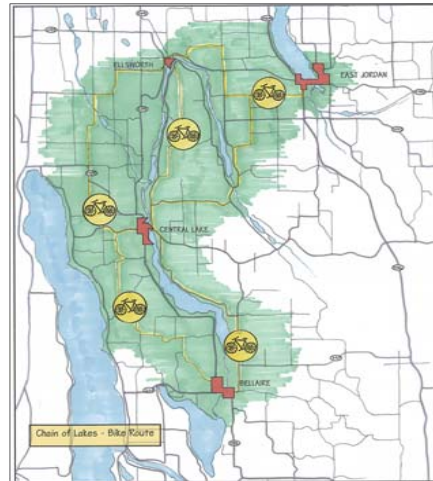 ELLSWORTH
EAST JORDAN
CENTRAL LAKE
BELLAIRE
Chain of Lakes - Bike Route